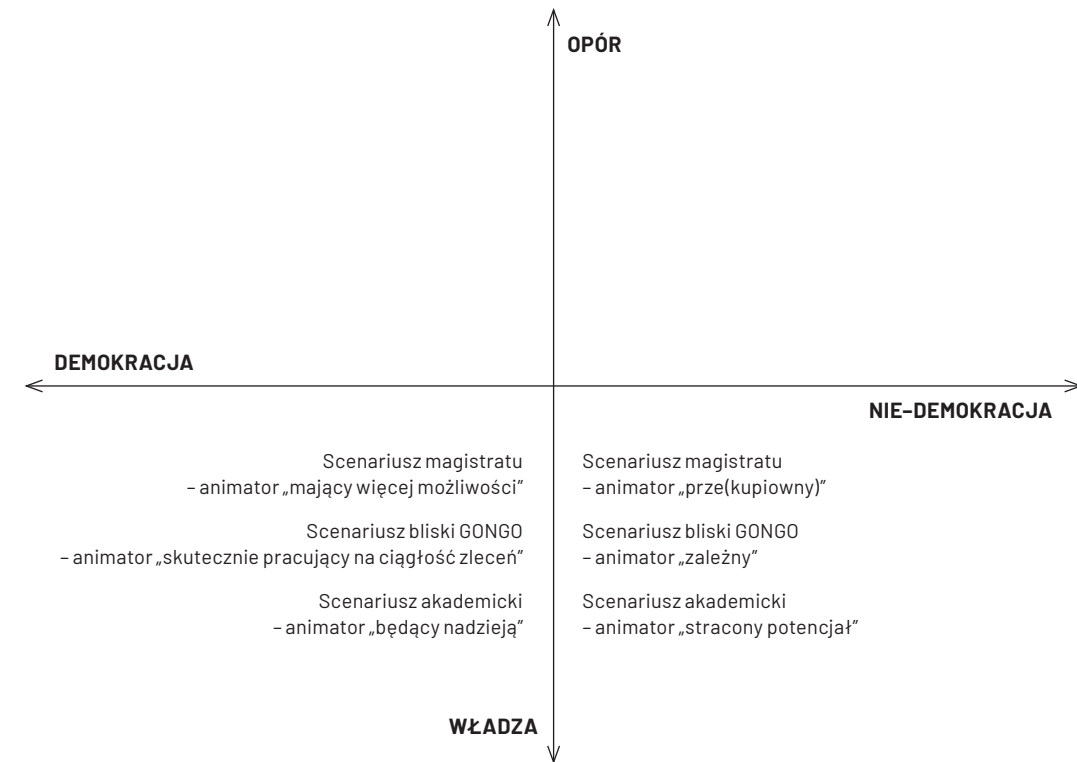 OPÓR
DEMOKRACJA
NIE–DEMOKRACJA
Scenariusz magistratu
– animator „mający więcej możliwości”
Scenariusz bliski GONGO
– animator „skutecznie pracujący na ciągłość zleceń”
Scenariusz akademicki
– animator „będący nadzieją”
Scenariusz magistratu
– animator „prze(kupiowny)”
Scenariusz bliski GONGO
– animator „zależny”
Scenariusz akademicki
– animator „stracony potencjał”
WŁADZA